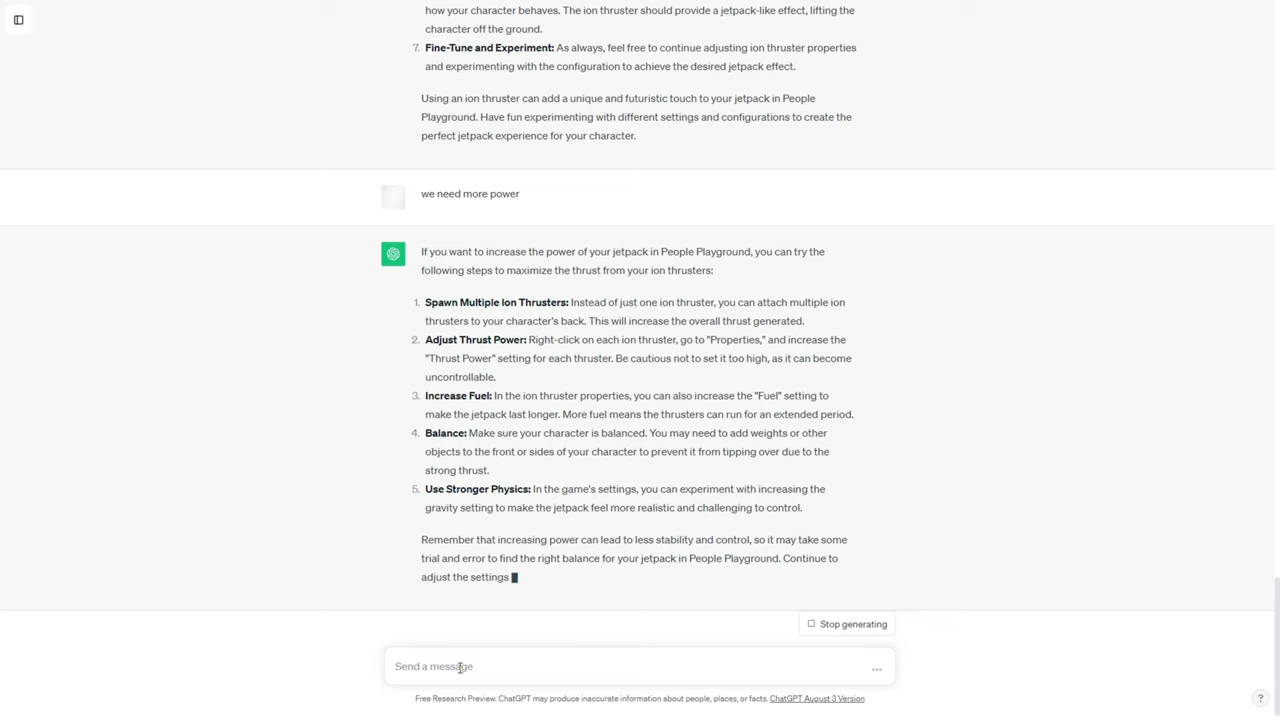 how your character behaves. The ion thruster should provide a jetpack-like effect, lifting the
character off the ground.
7. Fine-Tune and Experiment: As always, feel free to continue adjusting ion thruster properties
and experimenting with the configuration to achieve the desired jetpack effect.
Using an ion thruster can add a unique and futuristic touch to your jetpack in People
Playground. Have fun experimenting with different settings and configurations to create the
perfect jetpack experience for your character.
we need more power
If you want to increase the power of your jetpack in People Playground, you can try the
following steps to maximize the thrust from your ion thrusters:
1. Spawn Multiple Ion Thrusters: Instead of just one ion thruster, you can attach multiple ion
thrusters to your character's back. This will increase the overall thrust generated.
2. Adjust Thrust Power: Right-click on each ion thruster, go to "Properties," and increase the
"Thrust Power" setting for each thruster. Be cautious not to set it too high, as it can become
uncontrollable.
3. Increase Fuel: In the ion thruster properties, you can also increase the "Fuel" setting to
make the jetpack last longer. More fuel means the thrusters can run for an extended period.
4. Balance: Make sure your character is balanced. You may need to add weights or other
objects to the front or sides of your character to prevent it from tipping over due to the
strong thrust.
5. Use Stronger Physics: In the game's settings, you can experiment with increasing the
gravity setting to make the jetpack feel more realistic and challenging to control.
Remember that increasing power can lead to less stability and control, so it may take some
trial and error to find the right balance for your jetpack in People Playground. Continue to
adjust the settings
Stop generating
Send a message
...
Free Research Preview. ChatGPT may produce inaccurate information about people, places, or facts. ChatGPT August 3 Version
?